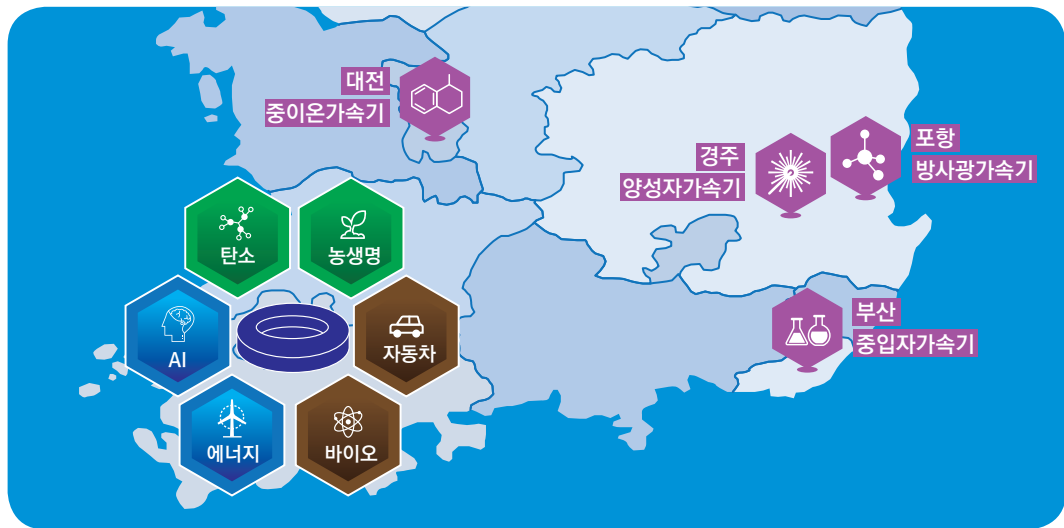 대전
중이온가속기
포항
방사광가속기
경주
양성자가속기
탄소
농생명
AI
자동차
에너지
바이오
부산
중입자가속기